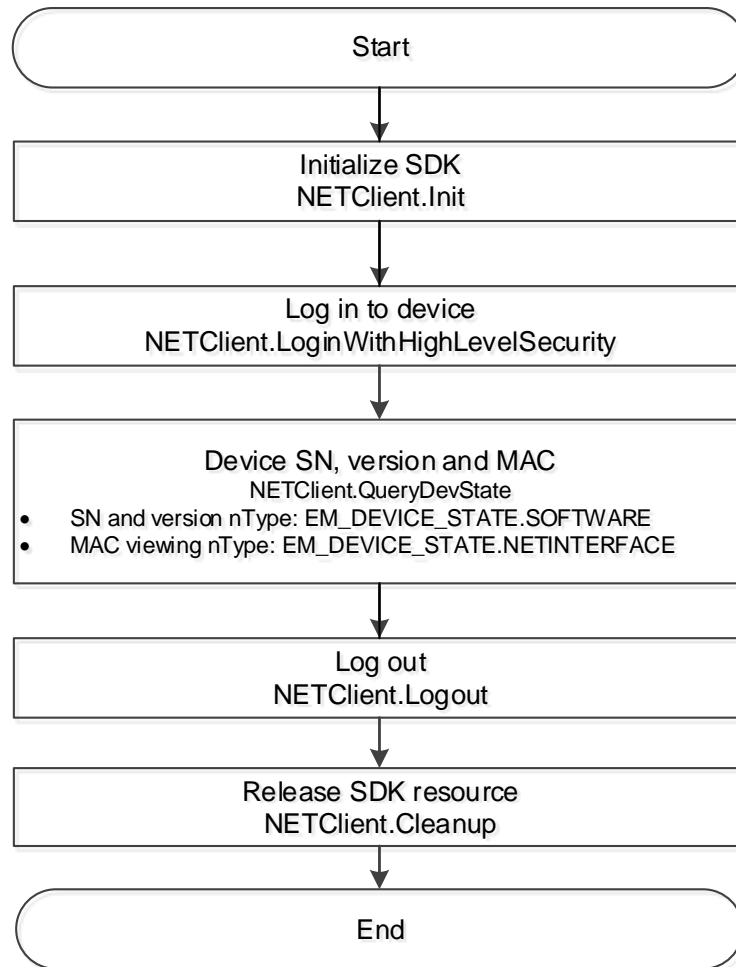 Start
Initialize SDK
NETClient.Init
Log in to device
NETClient.LoginWithHighLevelSecurity
Device SN, version and MAC
NETClient.QueryDevState
• SN and version nType: EM_DEVICE_STATE.SOFTWARE
• MAC viewing nType: EM_DEVICE_STATE.NETINTERFACE
Log out
NETClient.Logout
Release SDK resource
NETClient.Cleanup
End